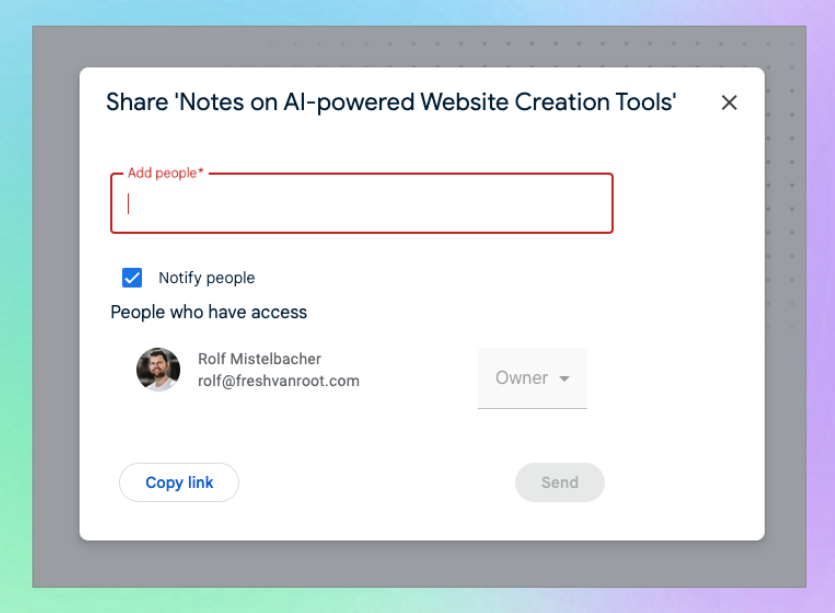 Share 'Notes on AI-powered Website Creation Tools'
Add people*
Notify people
People who have access
Rolf Mistelbacher
rolf@freshvanroot.com
Owner
Copy link
Send